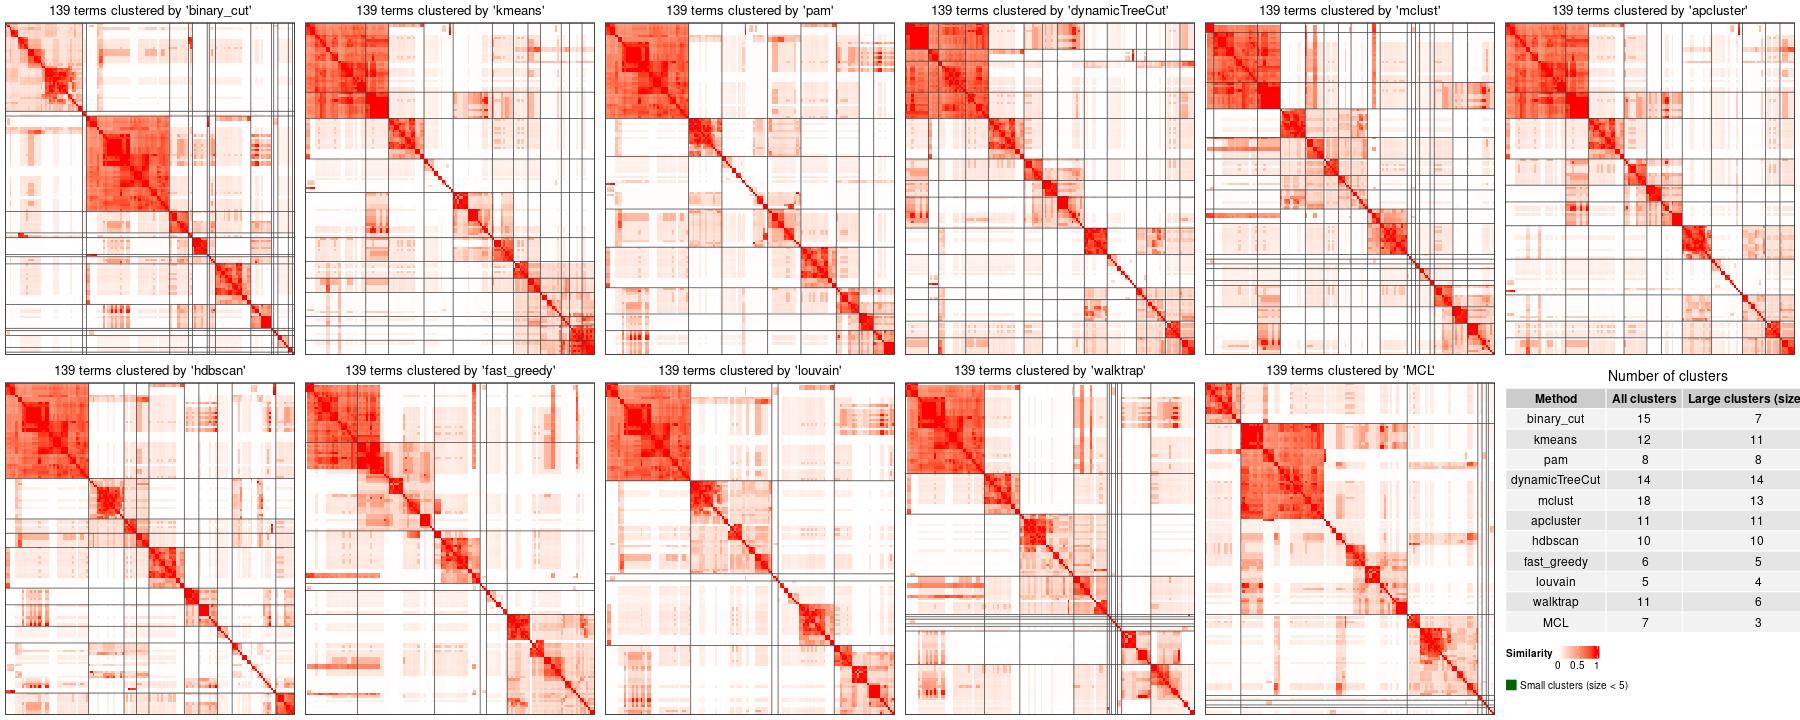 139 terms clustered by 'binary_cut'
139 terms clustered by 'kmeans'
139 terms clustered by 'pam'
139 terms clustered by 'dynamicTreeCut'
139 terms clustered by 'mclust'
139 terms clustered by 'apcluster'
139 terms clustered by 'hdbscan'
139 terms clustered by 'fast_greedy'
139 terms clustered by 'louvain'
139 terms clustered by 'walktrap'
139 terms clustered by 'MCL'
Number of clusters
Method All clusters Large clusters (size
binary_cut 15 7
kmeans 12 11
pam 8 8
dynamicTreeCut 14 14
mclust 18 13
apcluster 11 11
hdbscan 10 10
fast_greedy 6 5
louvain 5 4
walktrap 11 6
MCL 7 3
Similarity
0 0.5 1
Small clusters (size < 5)